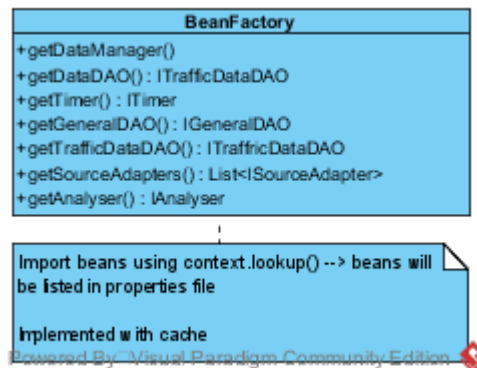 BeanFactory
+getDataManager()
+getDataDAO() : ITrafficDataDAO
+getTimer() : ITimer
+getGeneralDAO() : IGeneralDAO
+getTrafficDataDAO() : ITraffricDataDAO
+getSourceAdapters() : List<ISourceAdapter>
+getAnalyser() : IAnalyser
Import beans using context.lookup() --> beans will
be listed in properties file
Implemented with cache
Powered By Visual Paradigm Community Edition